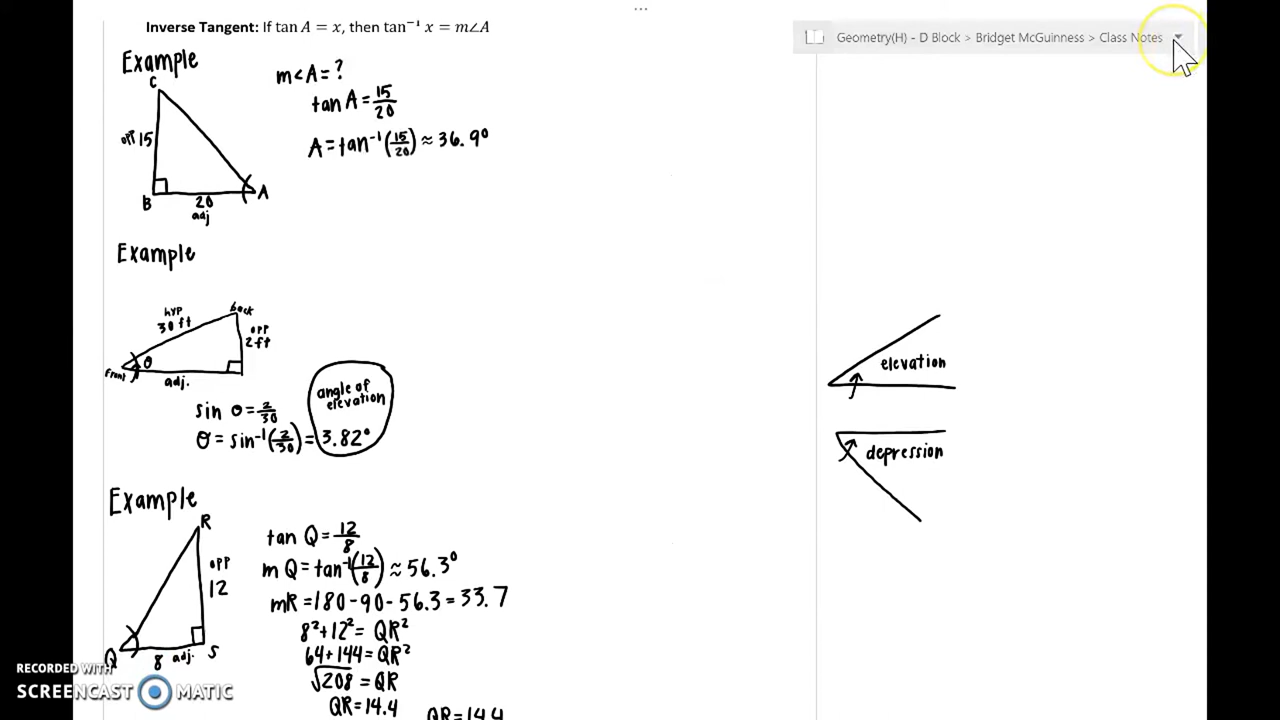 Inverse Tangent: If tan A = x, then tan⁻¹ x = m∠A
Geometry(H) - D Block > Bridget McGuinness > Class Notes
Example
C
opp 15
B
20
adj
A
m<A = ?
tan A = 15/20
A = tan⁻¹(15/20) ≈ 36.9°
Example
hyp
30 ft
back
opp
2 ft
θ
front
adj.
sin θ = 2/30
θ = sin⁻¹(2/30) = 3.82°
angle of
elevation
elevation
depression
Example
R
opp
12
Q
8 adj.
S
tan Q = 12/8
mQ = tan⁻¹(12/8) ≈ 56.3°
mR = 180 - 90 - 56.3 = 33.7
8² + 12² = QR²
64 + 144 = QR²
√208 = QR
QR = 14.4
QR = 14.4
RECORDED WITH
SCREENCAST MATIC